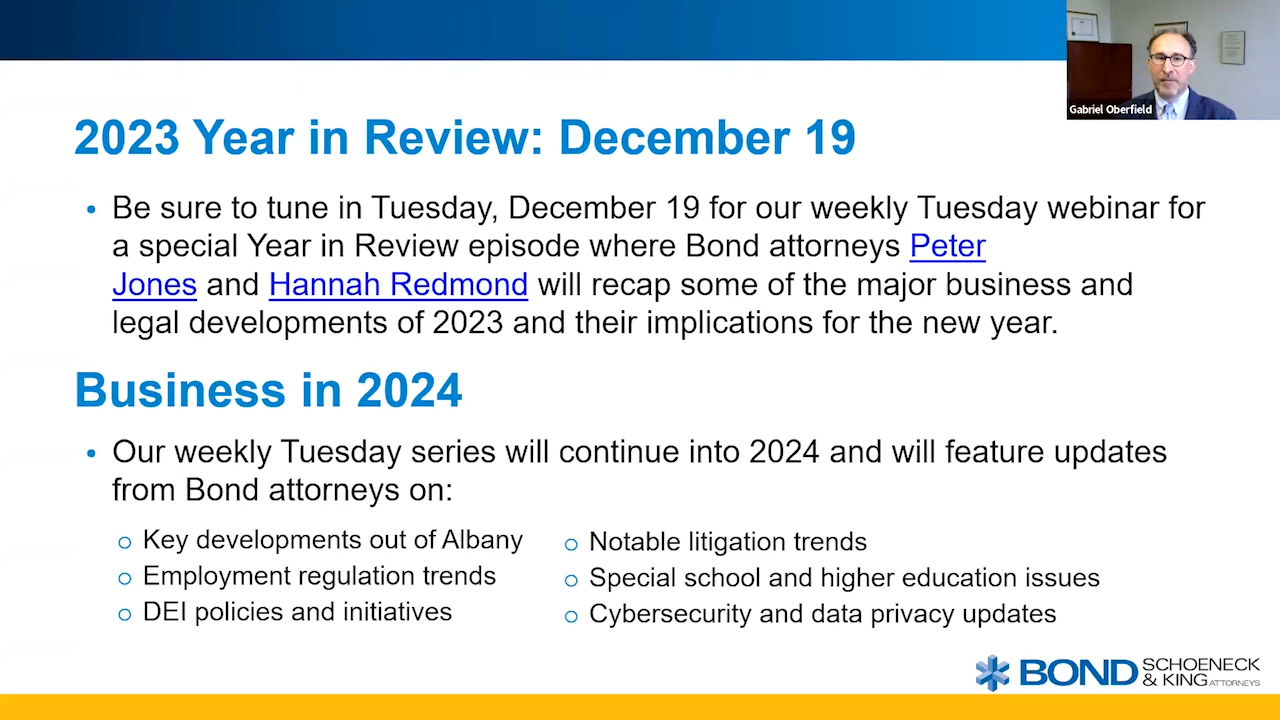 Gabriel Oberfield
2023 Year in Review: December 19
• Be sure to tune in Tuesday, December 19 for our weekly Tuesday webinar for
a special Year in Review episode where Bond attorneys Peter
Jones and Hannah Redmond will recap some of the major business and
legal developments of 2023 and their implications for the new year.
Business in 2024
• Our weekly Tuesday series will continue into 2024 and will feature updates
from Bond attorneys on:
o Key developments out of Albany
o Employment regulation trends
o DEI policies and initiatives
o Notable litigation trends
o Special school and higher education issues
o Cybersecurity and data privacy updates
BOND SCHOENECK
& KING ATTORNEYS